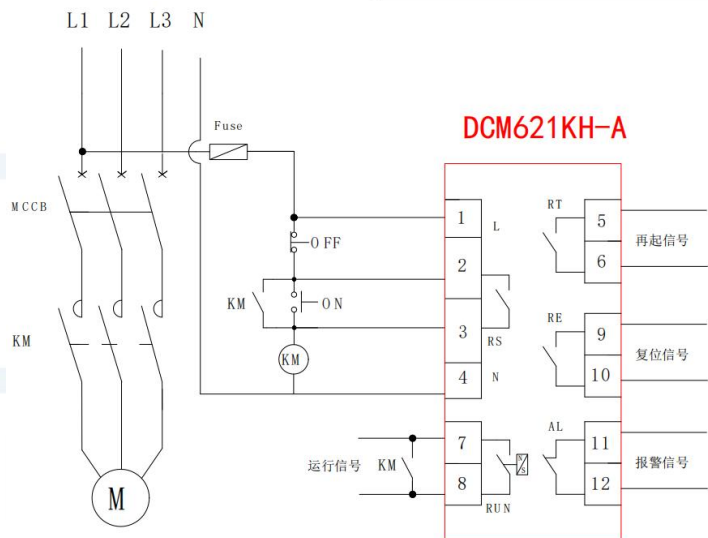 L1 L2 L3 N
DCM621KH-A
Fuse
MCCB
1 L
RT 5
OFF
再起信号
2
6
KM ON
3 RS
RE 9
KM
KM
复位信号
4 N
10
AL
7
11
运行信号 KM
N
S
报警信号
M
8
12
RUN